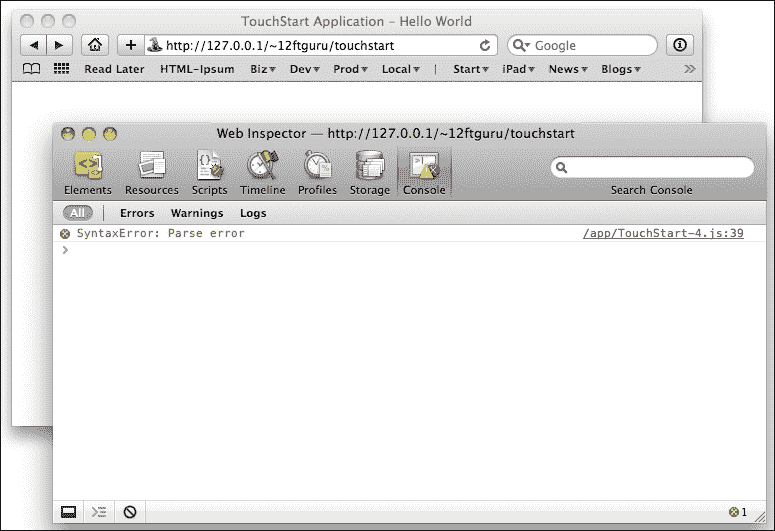 TouchStart Application – Hello World
http://127.0.0.1/~12ftguru/touchstart
Google
Read Later HTML-Ipsum Biz Dev Prod Local Start iPad News Blogs
Web Inspector — http://127.0.0.1/~12ftguru/touchstart
Elements Resources Scripts Timeline Profiles Storage Console
Search Console
All Errors Warnings Logs
SyntaxError: Parse error /app/TouchStart-4.js:39
>
1